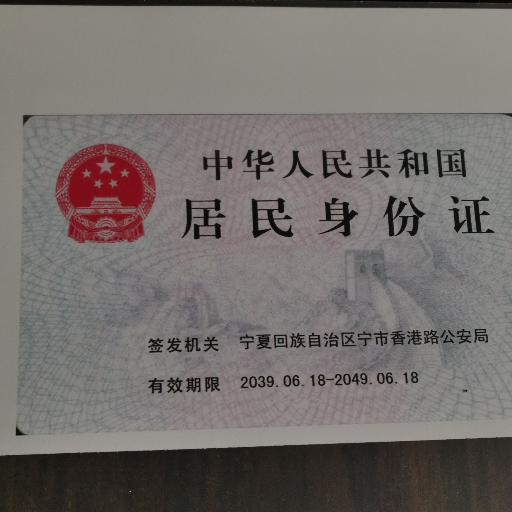 中华人民共和国
居民身份证
签发机关 宁夏回族自治区宁市香港路公安局
有效期限 2039.06.18-2049.06.18